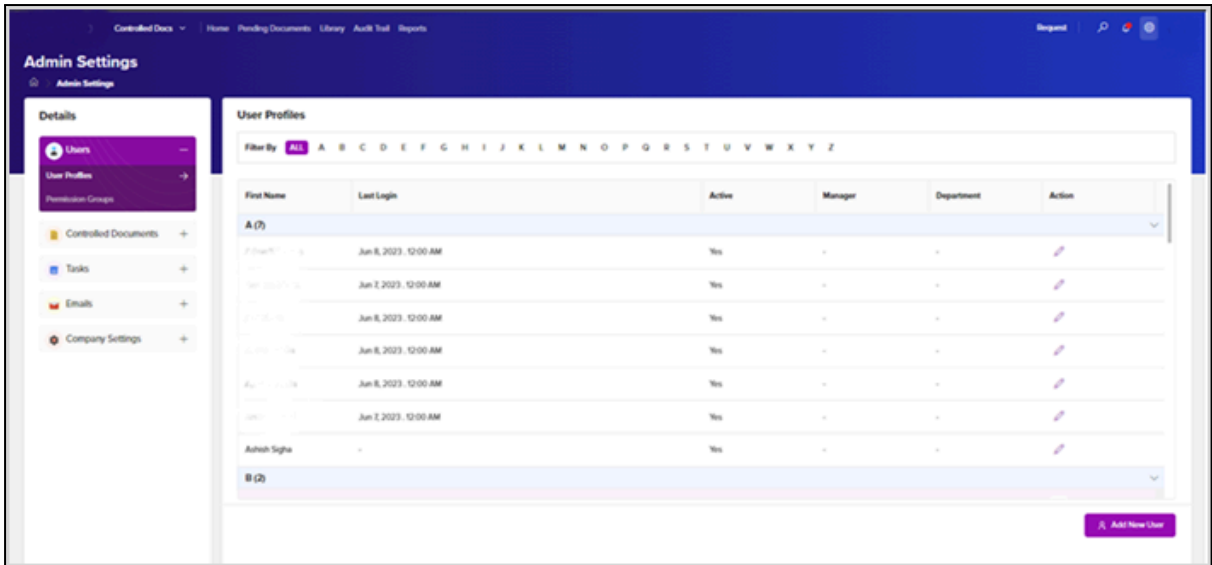 Controlled Docs Home Pending Documents Library Audit Trail Reports Request
Admin Settings
Admin Settings
Details
Users
User Profiles
Permission Groups
Controlled Documents
Tasks
Emails
Company Settings
User Profiles
Filter By ALL A B C D E F G H I J K L M N O P Q R S T U V W X Y Z
First Name Last Login Active Manager Department Action
A (7)
Jun 8, 2023 . 12:00 AM Yes - -
Jun 7, 2023 . 12:00 AM Yes - -
Jun 8, 2023 . 12:00 AM Yes - -
Jun 8, 2023 . 12:00 AM Yes - -
Jun 8, 2023 . 12:00 AM Yes - -
Jun 7, 2023 . 12:00 AM Yes - -
Ashish Sigha - Yes - -
B (2)
Add New User